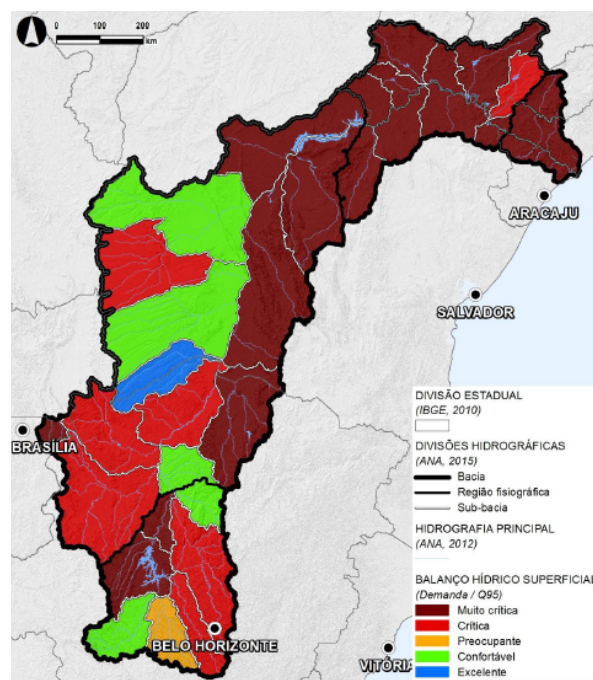 0 100 200
km
ARACAJU
SALVADOR
BRASÍLIA
BELO HORIZONTE
VITÓRIA
DIVISÃO ESTADUAL
(IBGE, 2010)
DIVISÕES HIDROGRÁFICAS
(ANA, 2015)
Bacia
Região fisiográfica
Sub-bacia
HIDROGRAFIA PRINCIPAL
(ANA, 2012)
BALANÇO HÍDRICO SUPERFICIAL
(Demanda / Q95)
Muito crítica
Crítica
Preocupante
Confortável
Excelente